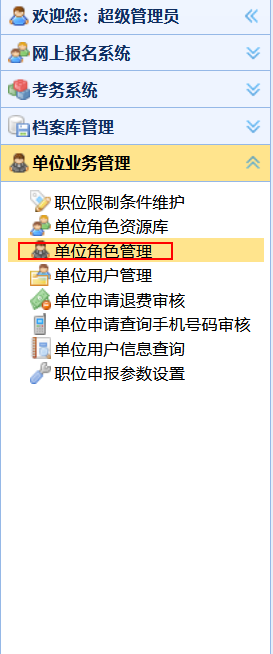 欢迎您：超级管理员
网上报名系统
考务系统
档案库管理
单位业务管理
职位限制条件维护
单位角色资源库
单位角色管理
单位用户管理
单位申请退费审核
单位申请查询手机号码审核
单位用户信息查询
职位申报参数设置